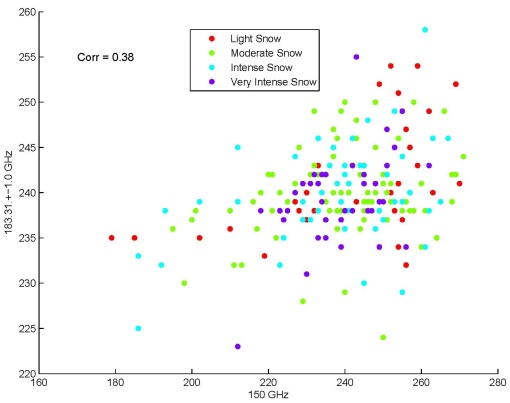 260
255
250
245
240
235
230
225
220
183.31.+−1.0 GHz
Corr = 0.38
Light Snow
Moderate Snow
Intense Snow
Very Intense Snow
160
180
200
220
240
260
280
150 GHz